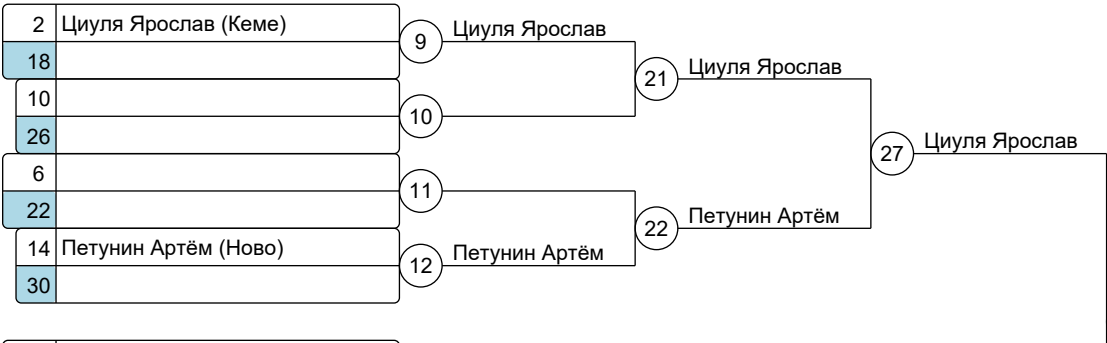 2 Циуля Ярослав (Кеме)
18
9 Циуля Ярослав
10
26
10
21 Циуля Ярослав
6
22
11
14 Петунин Артём (Ново)
30
12 Петунин Артём
22 Петунин Артём
27 Циуля Ярослав